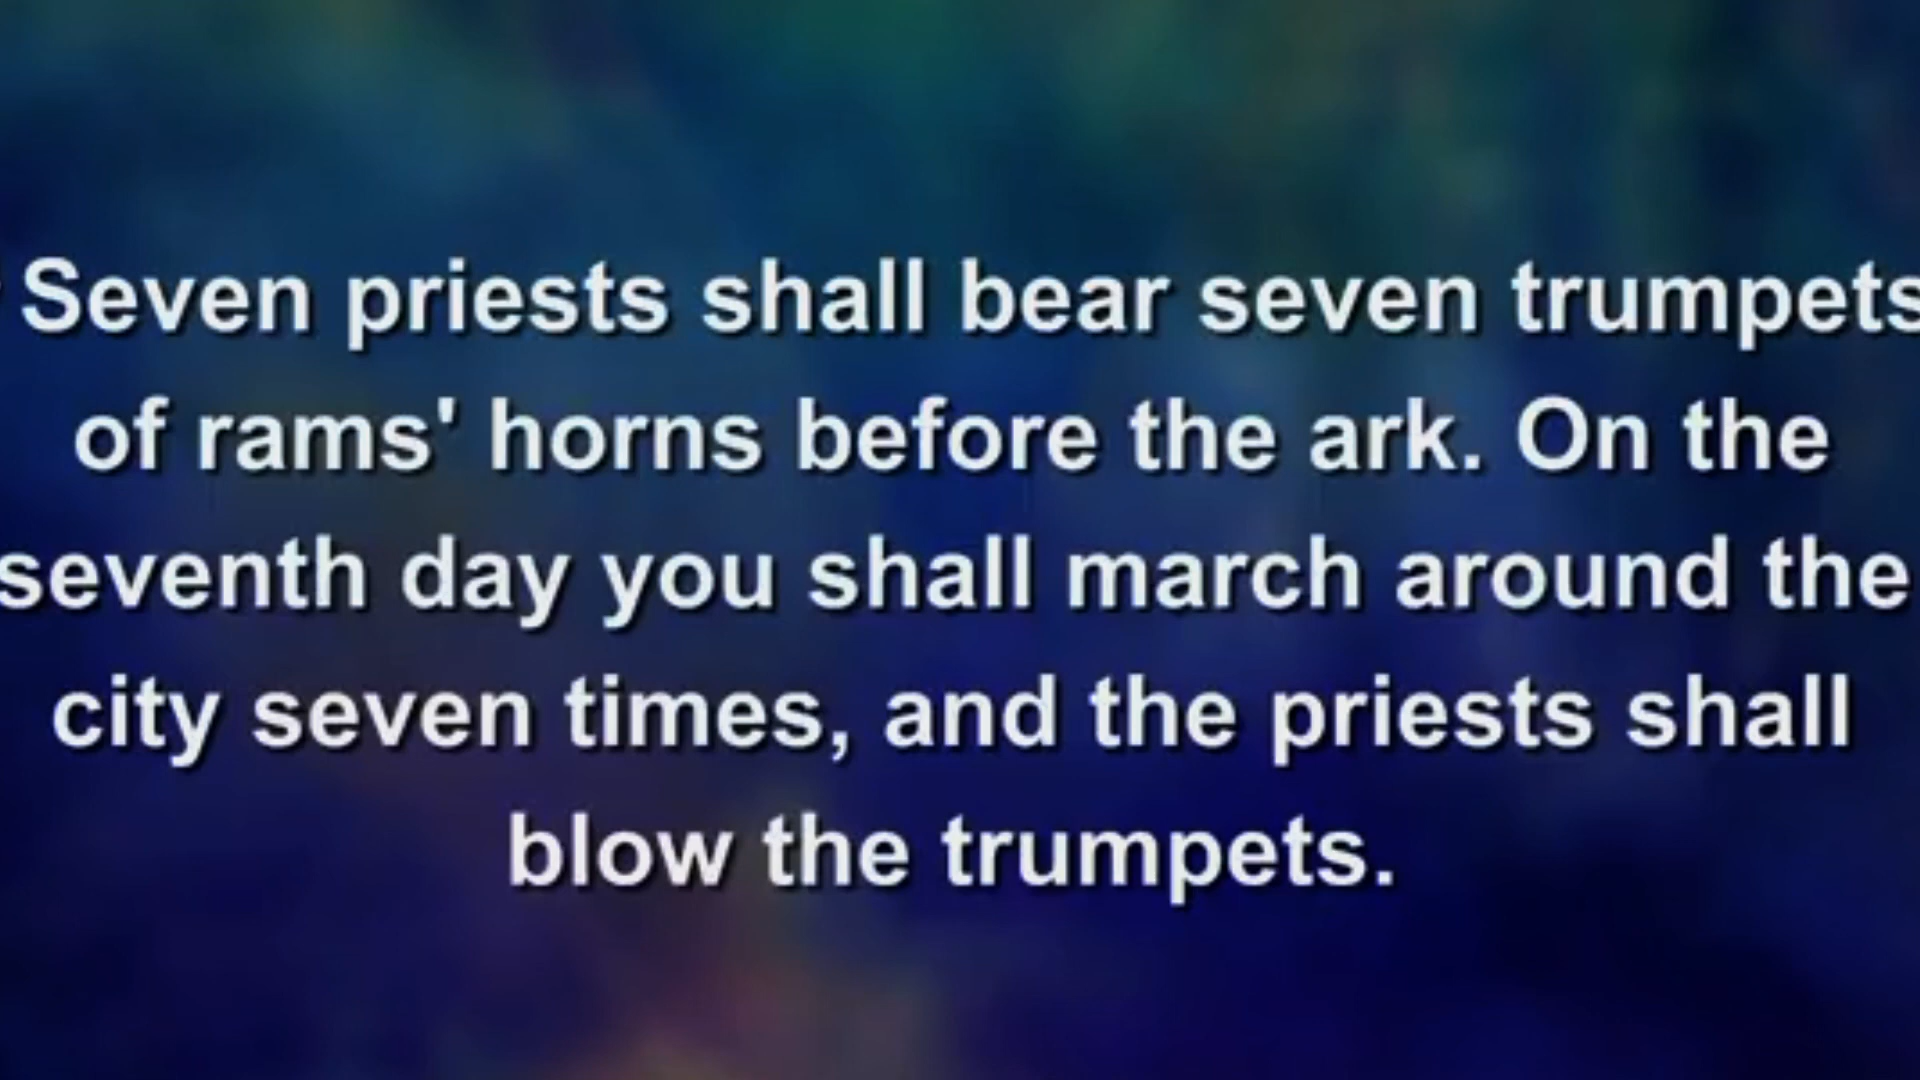 Seven priests shall bear seven trumpets
of rams' horns before the ark. On the
seventh day you shall march around the
city seven times, and the priests shall
blow the trumpets.